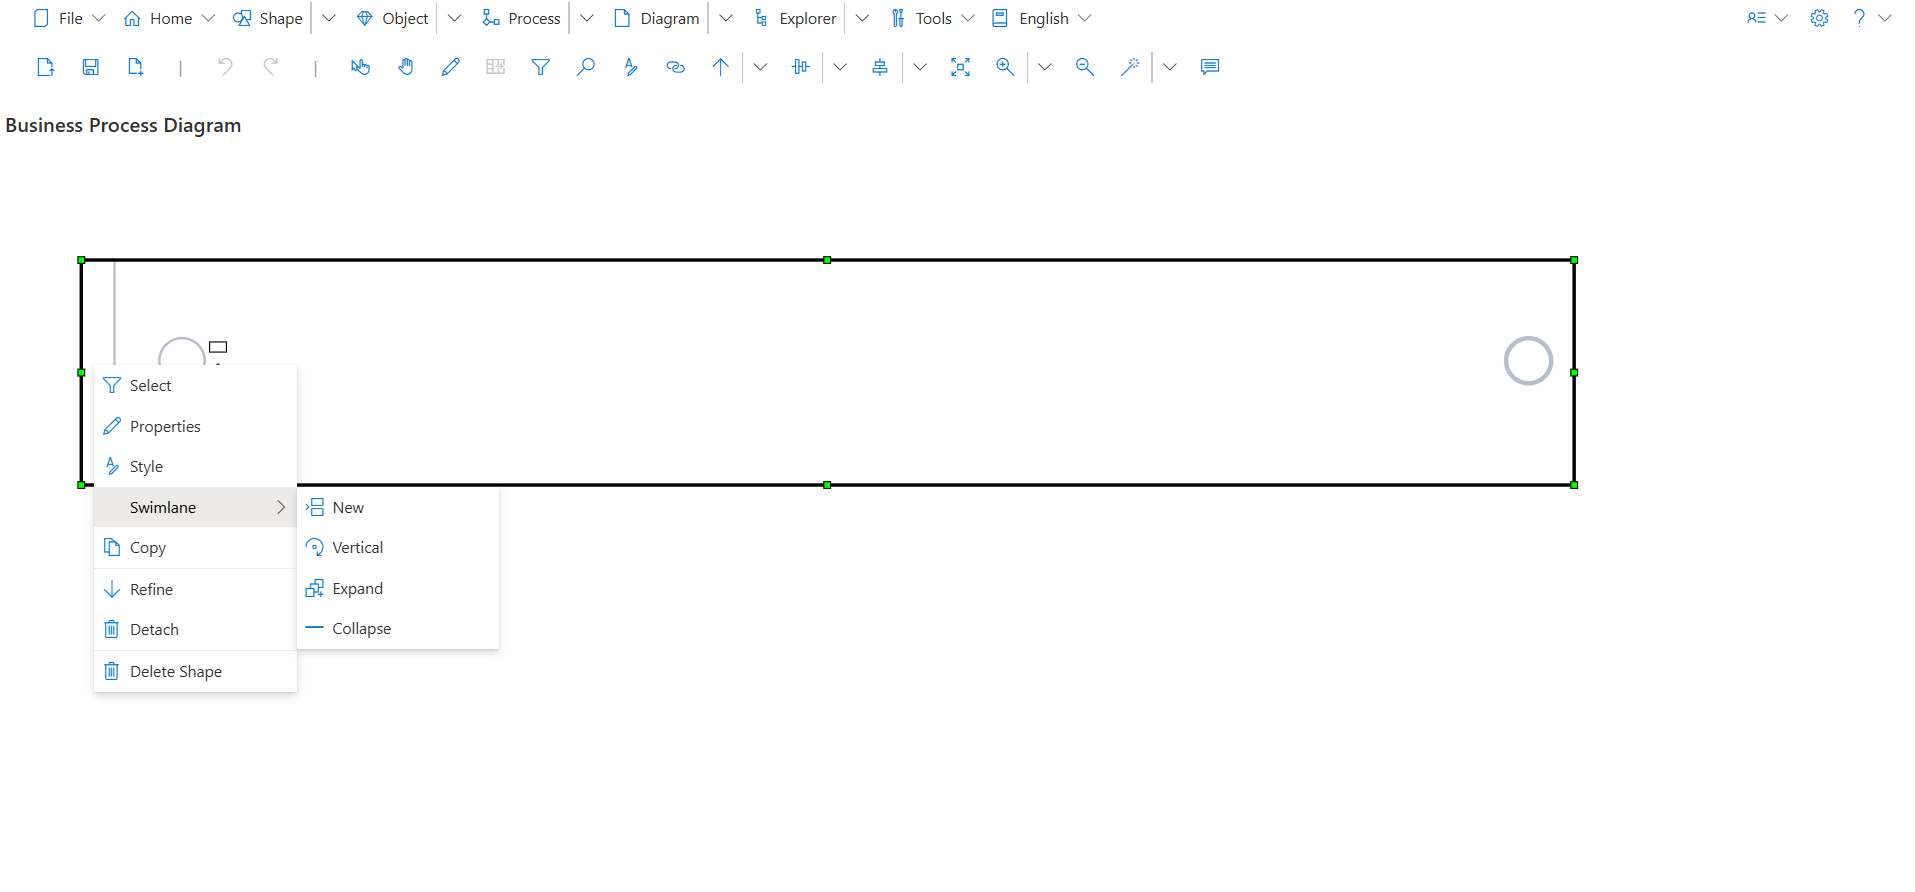 File Home Shape Object Process Diagram Explorer Tools English
Business Process Diagram
Select
Properties
Style
Swimlane
Copy
Refine
Detach
Delete Shape
New
Vertical
Expand
Collapse